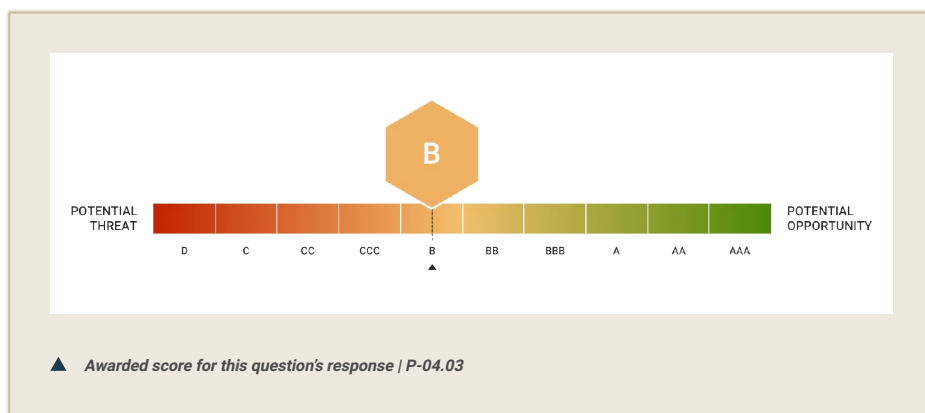 B
POTENTIAL
THREAT
POTENTIAL
OPPORTUNITY
D C CC CCC B BB BBB A AA AAA
Awarded score for this question's response | P-04.03